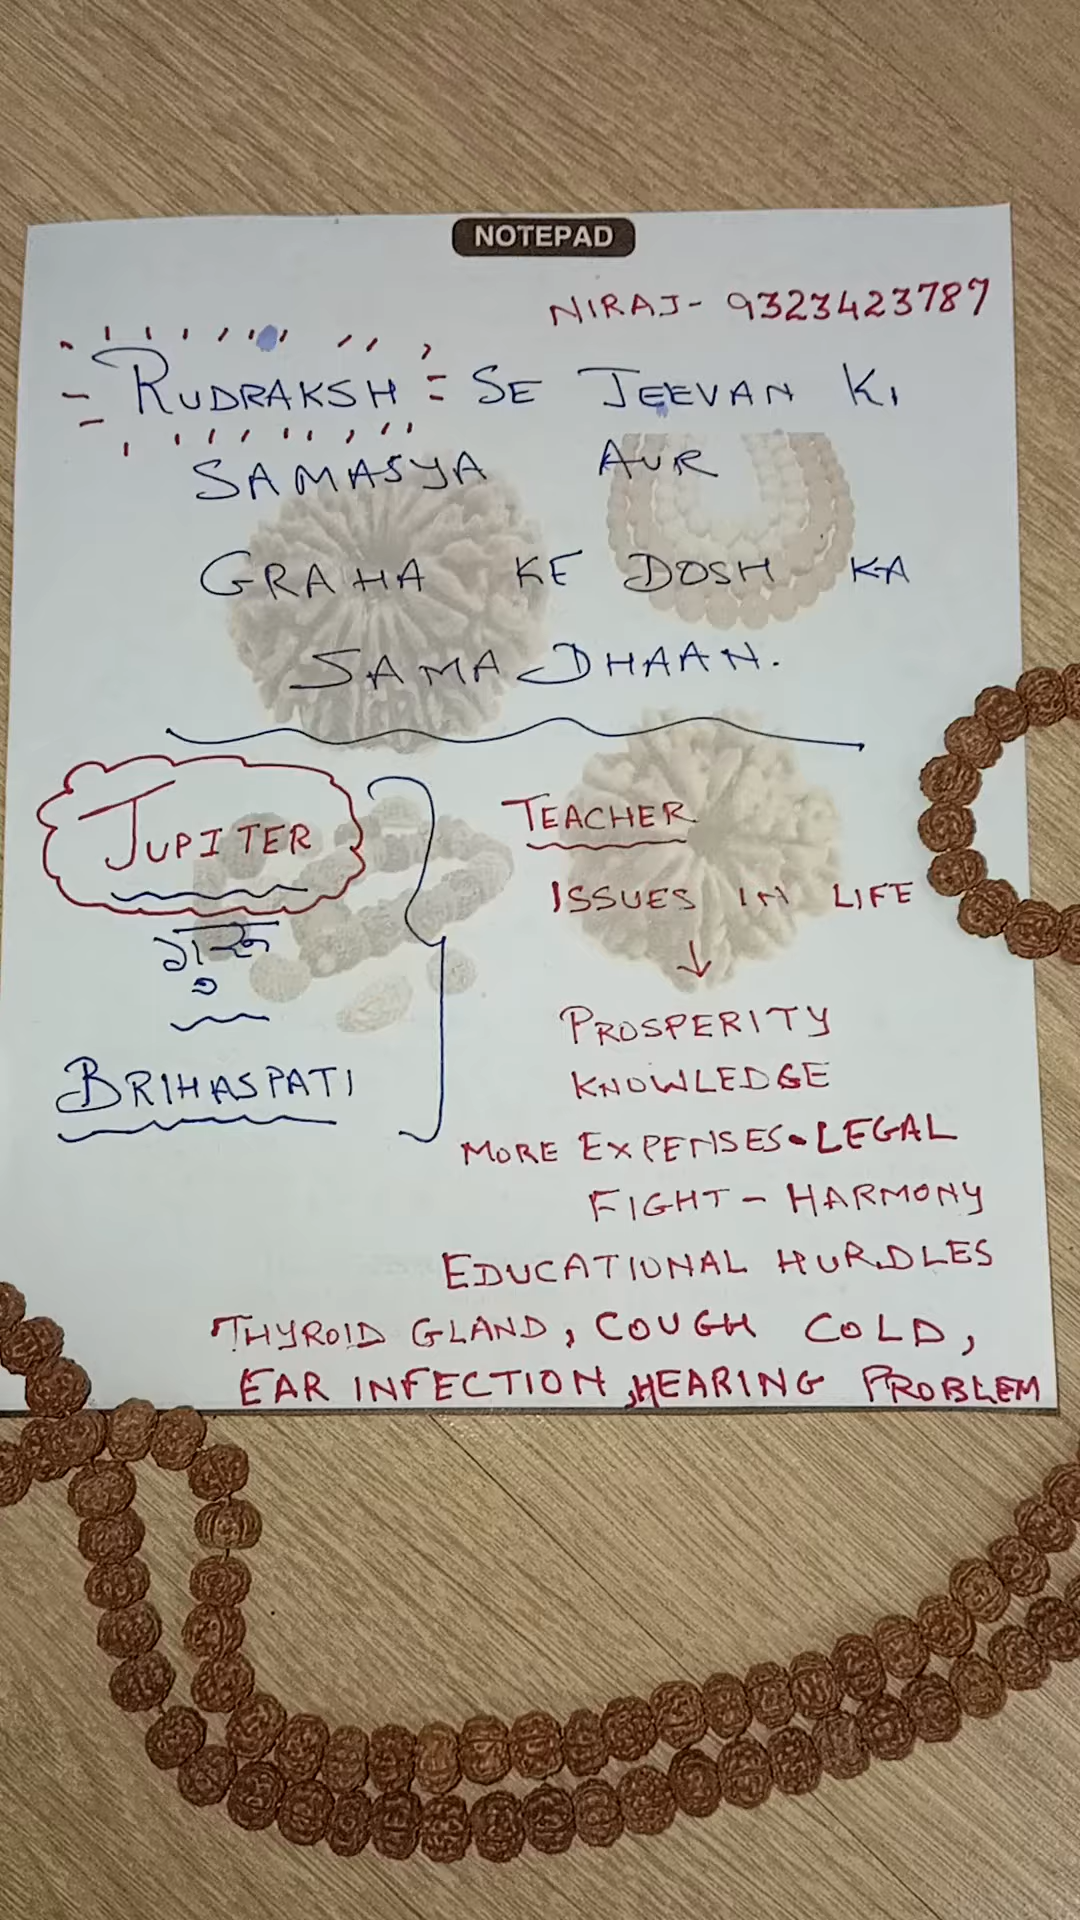 NOTEPAD
NIRAJ- 9323423787
RUDRAKSH SE JEEVAN KI
SAMASYA AUR
GRAHA KE DOSH KA
SAMADHAAN.
JUPITER
गुरु
BRIHASPATI
TEACHER
ISSUES IN LIFE
↓
PROSPERITY
KNOWLEDGE
MORE EXPENSES. LEGAL
FIGHT - HARMONY
EDUCATIONAL HURDLES
THYROID GLAND, COUGH COLD,
EAR INFECTION, HEARING PROBLEM